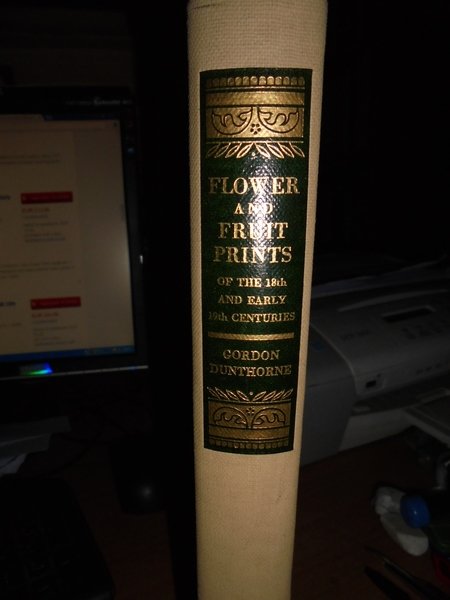 FLOWER
AND
FRUIT
PRINTS
OF THE 18th
AND EARLY
19th CENTURIES
GORDON
DUNTHORNE